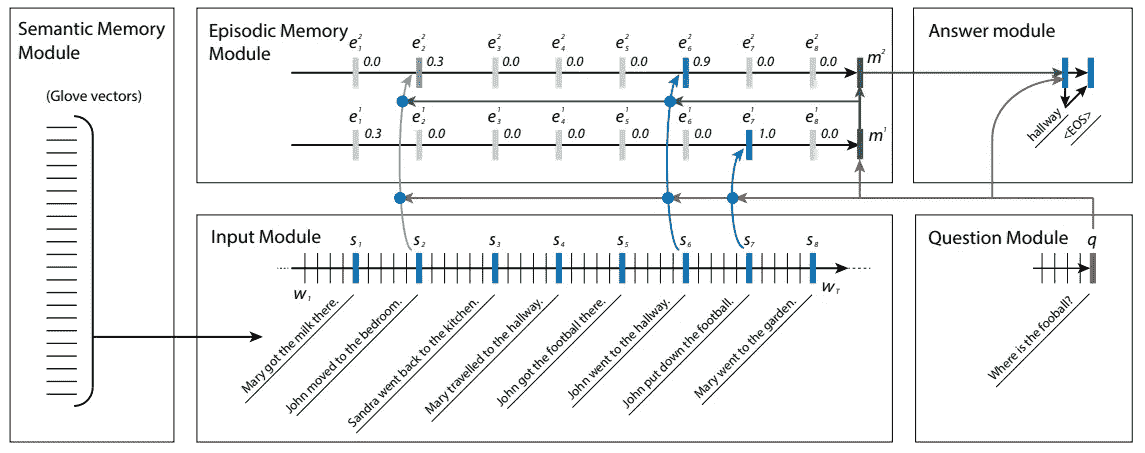 Semantic Memory
Module
(Glove vectors)
Episodic Memory
Module
e₁² e₂² e₃² e₄² e₅² e₆² e₇² e₈²
0.0 0.3 0.0 0.0 0.0 0.9 0.0 0.0 m²
e₁¹ e₂¹ e₃¹ e₄¹ e₅¹ e₆¹ e₇¹ e₈¹
0.3 0.0 0.0 0.0 0.0 0.0 1.0 0.0 m¹
Answer module
hallway
<EOS>
Input Module
s₁ s₂ s₃ s₄ s₅ s₆ s₇ s₈
w₁ w_T
Mary got the milk there.
John moved to the bedroom.
Sandra went back to the kitchen.
Mary travelled to the hallway.
John got the football there.
John went to the hallway.
John put down the football.
Mary went to the garden.
Question Module
q
Where is the fooball?